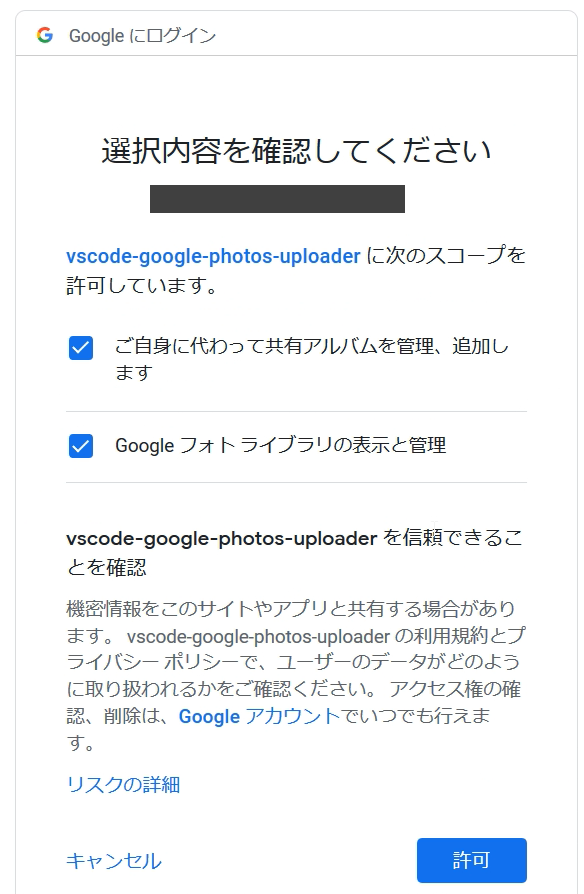 Google にログイン
選択内容を確認してください
vscode-google-photos-uploader に次のスコープを
許可しています。
ご自身に代わって共有アルバムを管理、追加し
ます
Google フォト ライブラリの表示と管理
vscode-google-photos-uploader を信頼できるこ
とを確認
機密情報をこのサイトやアプリと共有する場合があり
ます。 vscode-google-photos-uploader の利用規約とプ
ライバシー ポリシーで、ユーザーのデータがどのよう
に取り扱われるかをご確認ください。 アクセス権の確
認、削除は、Google アカウントでいつでも行えま
す。
リスクの詳細
キャンセル
許可